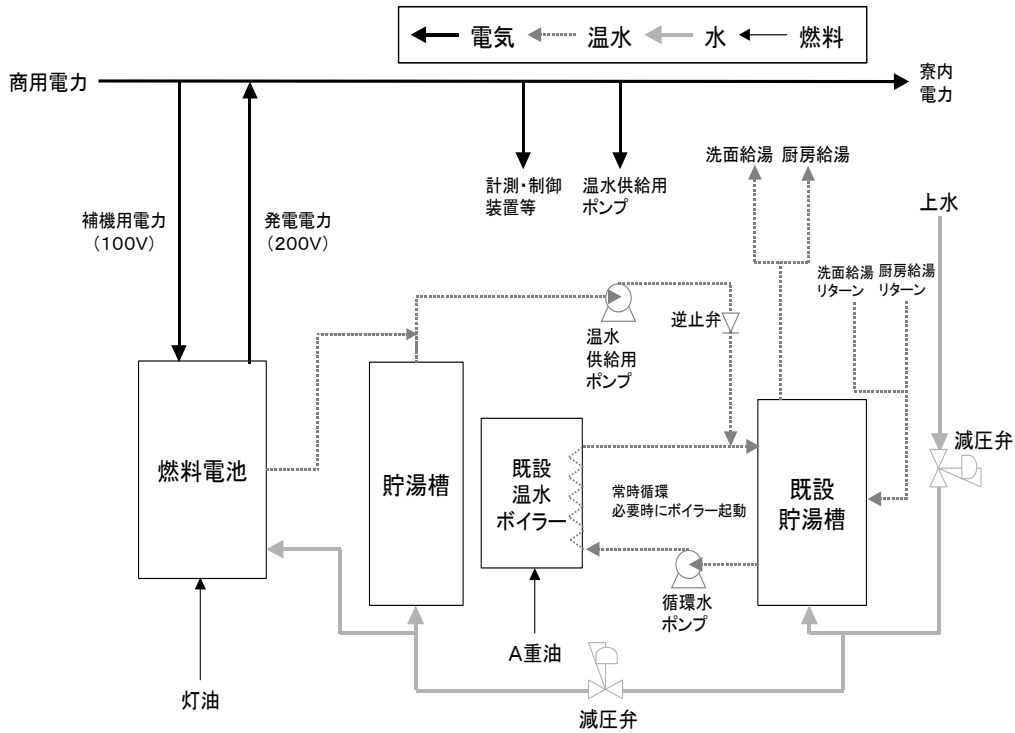 電気 温水 水 燃料
商用電力
寮内
電力
洗面給湯 厨房給湯
計測・制御
装置等
温水供給用
ポンプ
上水
補機用電力
（100V）
発電電力
（200V）
洗面給湯
リターン
厨房給湯
リターン
逆止弁
温水
供給用
ポンプ
減圧弁
燃料電池
貯湯槽
既設
温水
ボイラー
常時循環
必要時にボイラー起動
既設
貯湯槽
循環水
ポンプ
A重油
灯油
減圧弁